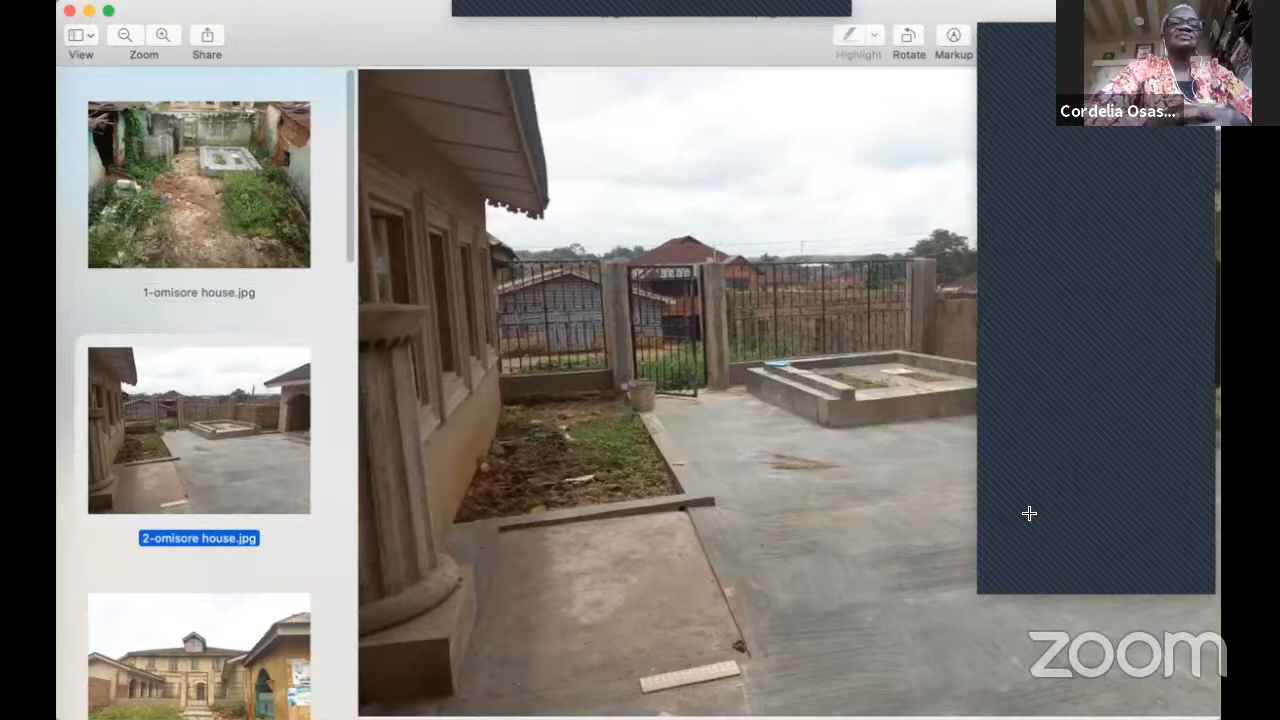 View
Zoom
Share
Highlight
Rotate
Markup
Cordelia Osas...
1-omisore house.jpg
2-omisore house.jpg
zoom